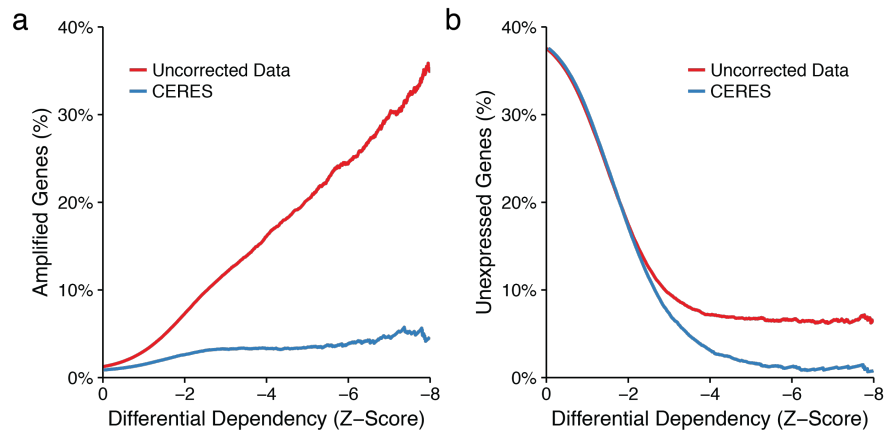 a
40%
30%
20%
10%
0%
Amplified Genes (%)
Uncorrected Data
CERES
0
−2
−4
−6
−8
Differential Dependency (Z−Score)
b
40%
30%
20%
10%
0%
Unexpressed Genes (%)
Uncorrected Data
CERES
0
−2
−4
−6
−8
Differential Dependency (Z−Score)